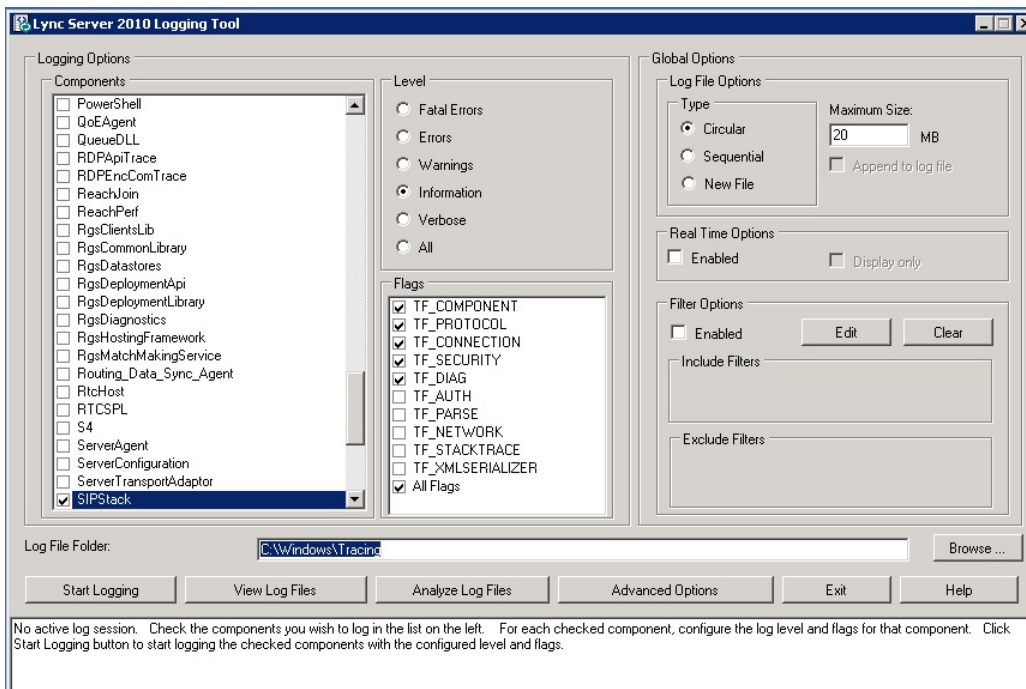 Lync Server 2010 Logging Tool
Logging Options
Components
PowerShell
QoEAgent
QueueDLL
RDPApiTrace
RDPEncComTrace
ReachJoin
ReachPerf
RgsClientsLib
RgsCommonLibrary
RgsDatastores
RgsDeploymentApi
RgsDeploymentLibrary
RgsDiagnostics
RgsHostingFramework
RgsMatchMakingService
Routing_Data_Sync_Agent
RtcHost
RTCSPL
S4
ServerAgent
ServerConfiguration
ServerTransportAdaptor
SIPStack
Level
Fatal Errors
Errors
Warnings
Information
Verbose
All
Flags
TF_COMPONENT
TF_PROTOCOL
TF_CONNECTION
TF_SECURITY
TF_DIAG
TF_AUTH
TF_PARSE
TF_NETWORK
TF_STACKTRACE
TF_XMLSERIALIZER
All Flags
Global Options
Log File Options
Type
Circular
Sequential
New File
Maximum Size:
20 MB
Append to log file
Real Time Options
Enabled
Display only
Filter Options
Enabled
Edit
Clear
Include Filters
Exclude Filters
Log File Folder:
C:\Windows\Tracing
Browse ...
Start Logging
View Log Files
Analyze Log Files
Advanced Options
Exit
Help
No active log session. Check the components you wish to log in the list on the left. For each checked component, configure the log level and flags for that component. Click
Start Logging button to start logging the checked components with the configured level and flags.